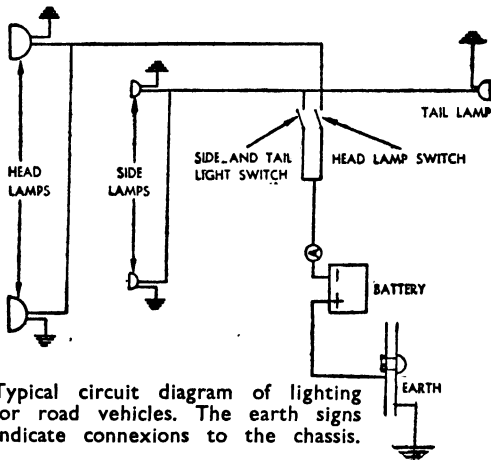 TAIL LAMP
HEAD
LAMPS
SIDE
LAMPS
SIDE AND TAIL
LIGHT SWITCH
HEAD LAMP SWITCH
A
BATTERY
EARTH
Typical circuit diagram of lighting
or road vehicles. The earth signs
ndicate connexions to the chassis.